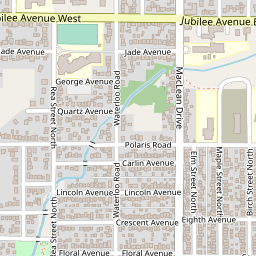 bilee Avenue West
Jubilee Avenue E
ade Avenue
Jade Avenue
George Avenue
Quartz Avenue
Rea Street North
Waterloo Road
MacLean Drive
Polaris Road
Carlin Avenue
Elm Street North
Maple Street North
Birch Street North
Lincoln Avenue
Lincoln Avenue
Rea Street North
Waterloo Road
Crescent Avenue
Eighth Avenue
Floral Avenue
Floral Avenue